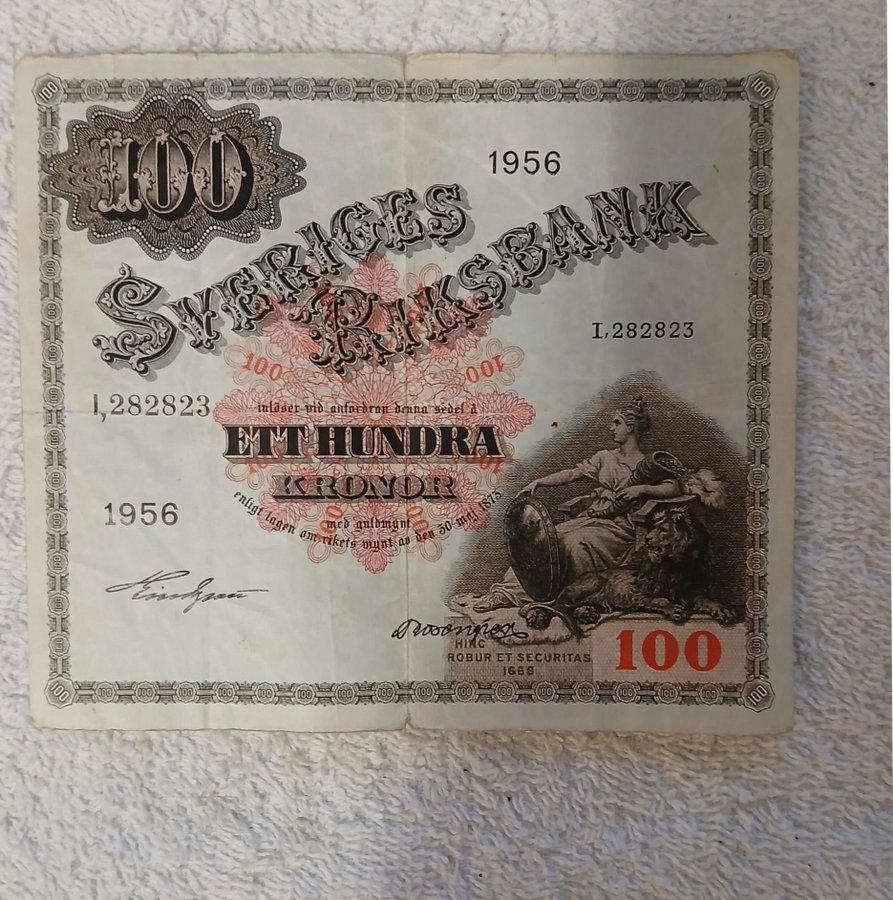 100
1956
SVERIGES
RIKSBANK
I,282823
100 100
I,282823
inlöser vid anfordran denna sedel å
ETT HUNDRA
KRONOR
1956
med guldmynt
enligt lagen om rikets mynt av den 30 maj 1873.
HINC
ROBUR ET SECURITAS
1668
100